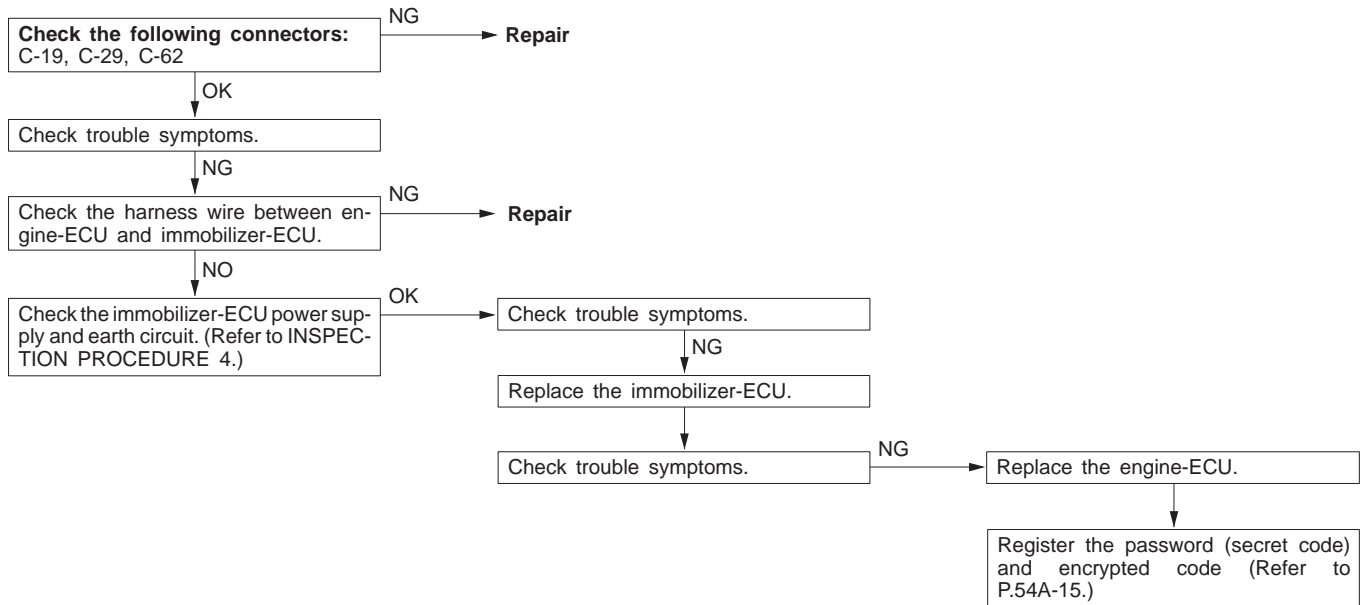 Check the following connectors:
C-19, C-29, C-62
NG
Repair
OK
Check trouble symptoms.
NG
Check the harness wire between en-
gine-ECU and immobilizer-ECU.
NG
Repair
NO
Check the immobilizer-ECU power sup-
ply and earth circuit. (Refer to INSPEC-
TION PROCEDURE 4.)
OK
Check trouble symptoms.
NG
Replace the immobilizer-ECU.
Check trouble symptoms.
NG
Replace the engine-ECU.
Register the password (secret code)
and encrypted code (Refer to
P.54A-15.)